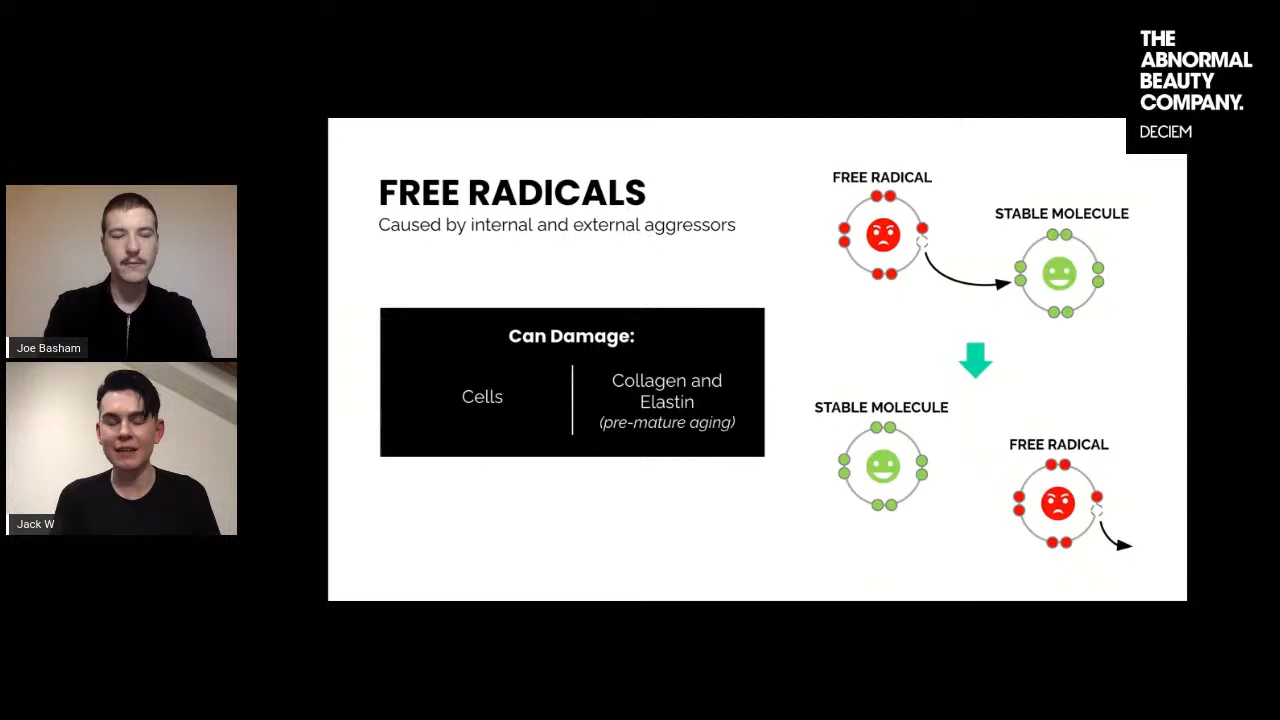 THE
ABNORMAL
BEAUTY
COMPANY.
DECIEM
FREE RADICALS
Caused by internal and external aggressors
Can Damage:
Cells
Collagen and
Elastin
(pre-mature aging)
FREE RADICAL
STABLE MOLECULE
STABLE MOLECULE
FREE RADICAL
Joe Basham
Jack W